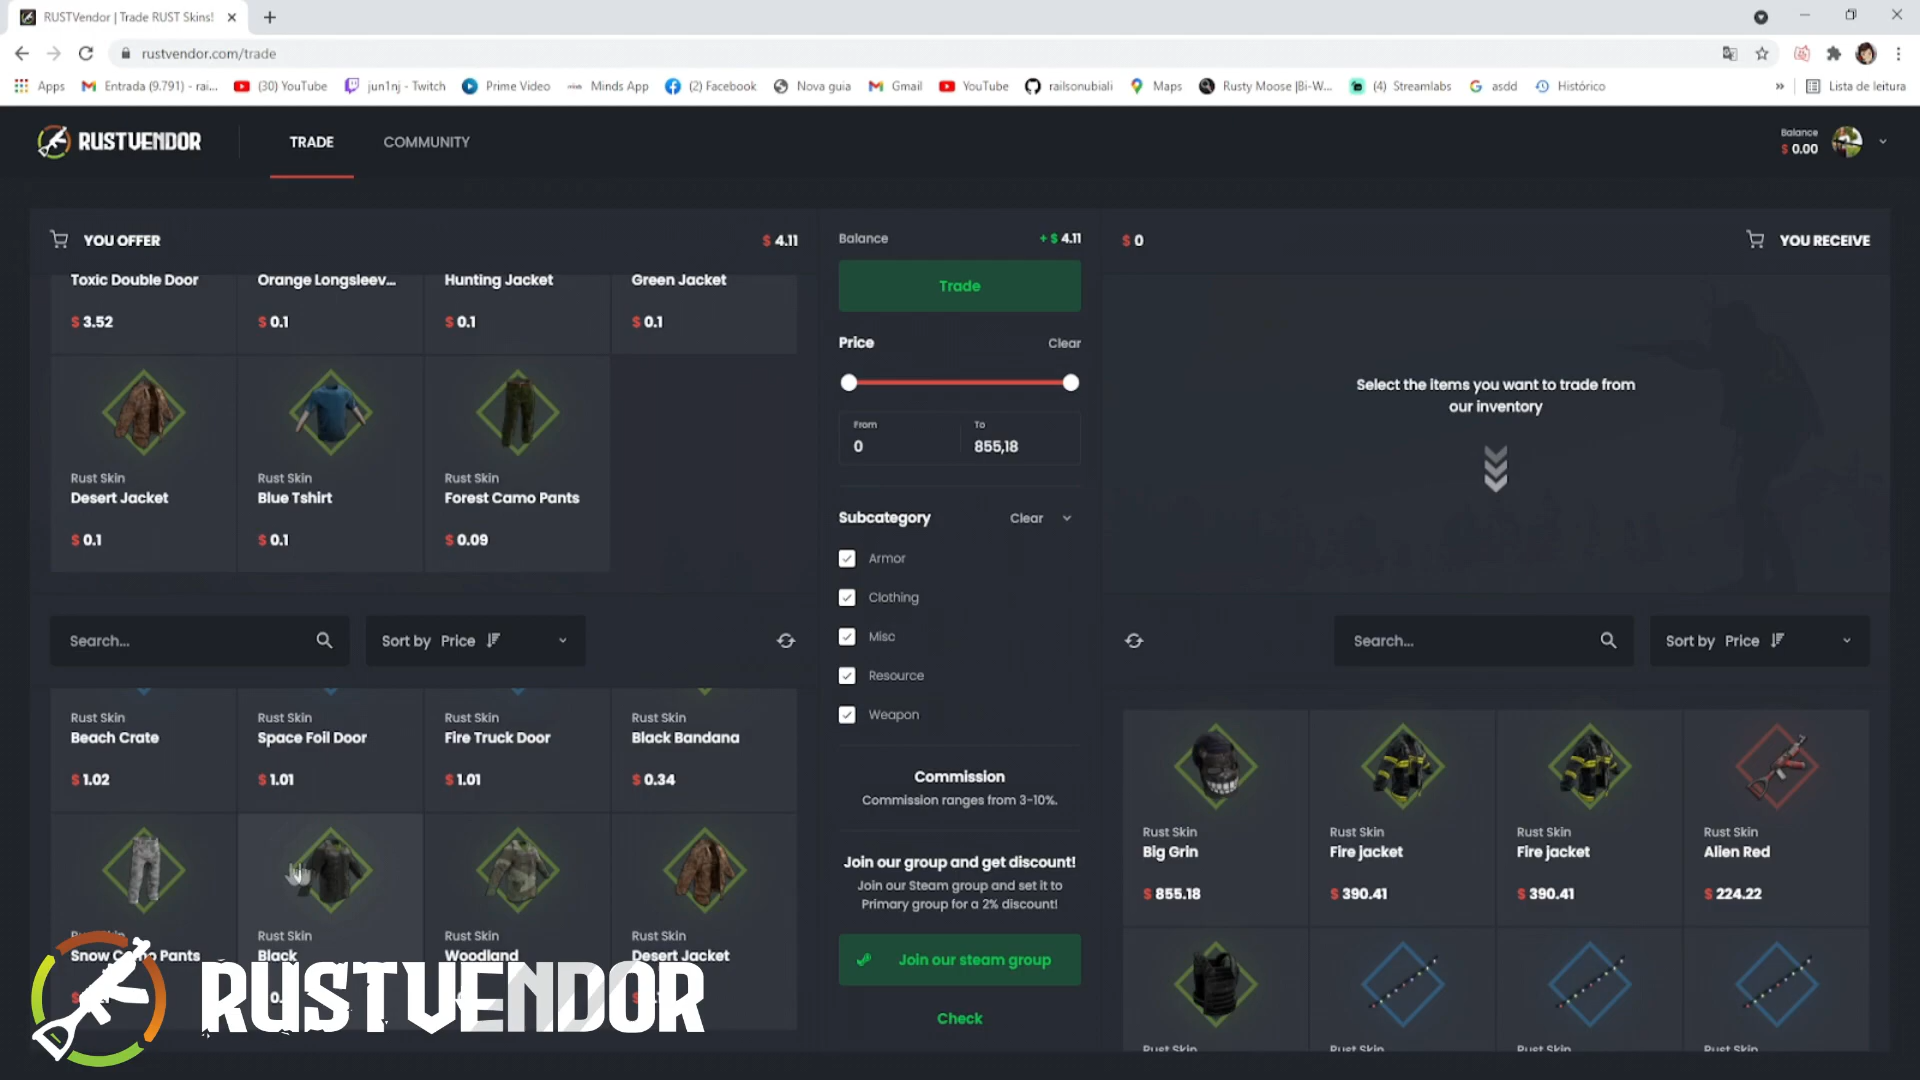 RUSTVendor | Trade RUST Skins!
rustvendor.com/trade
Apps
Entrada (9.791) - rai...
(30) YouTube
jun1nj - Twitch
Prime Video
Minds App
(2) Facebook
Nova guia
Gmail
YouTube
railsonubiali
Maps
Rusty Moose |Bi-W...
(4) Streamlabs
asdd
Histórico
»
Lista de leitura
RUSTVENDOR
TRADE
COMMUNITY
Balance
$ 0.00
YOU OFFER
$ 4.11
Toxic Double Door
Orange Longsleev...
Hunting Jacket
Green Jacket
$ 3.52
$ 0.1
$ 0.1
$ 0.1
Rust Skin
Desert Jacket
$ 0.1
Rust Skin
Blue Tshirt
$ 0.1
Rust Skin
Forest Camo Pants
$ 0.09
Search...
Sort by Price
Rust Skin
Beach Crate
$ 1.02
Rust Skin
Space Foil Door
$ 1.01
Rust Skin
Fire Truck Door
$ 1.01
Rust Skin
Black Bandana
$ 0.34
Snow Camo Pants
Rust Skin
Black
Rust Skin
Woodland
Rust Skin
Desert Jacket
RUSTVENDOR
Balance
+ $ 4.11
Trade
Price
Clear
From
0
To
855,18
Subcategory
Clear
Armor
Clothing
Misc
Resource
Weapon
Commission
Commission ranges from 3-10%.
Join our group and get discount!
Join our Steam group and set it to
Primary group for a 2% discount!
Join our steam group
Check
$ 0
YOU RECEIVE
Select the items you want to trade from
our inventory
Search...
Sort by Price
Rust Skin
Big Grin
$ 855.18
Rust Skin
Fire jacket
$ 390.41
Rust Skin
Fire jacket
$ 390.41
Rust Skin
Alien Red
$ 224.22
Rust Skin
Rust Skin
Rust Skin
Rust Skin